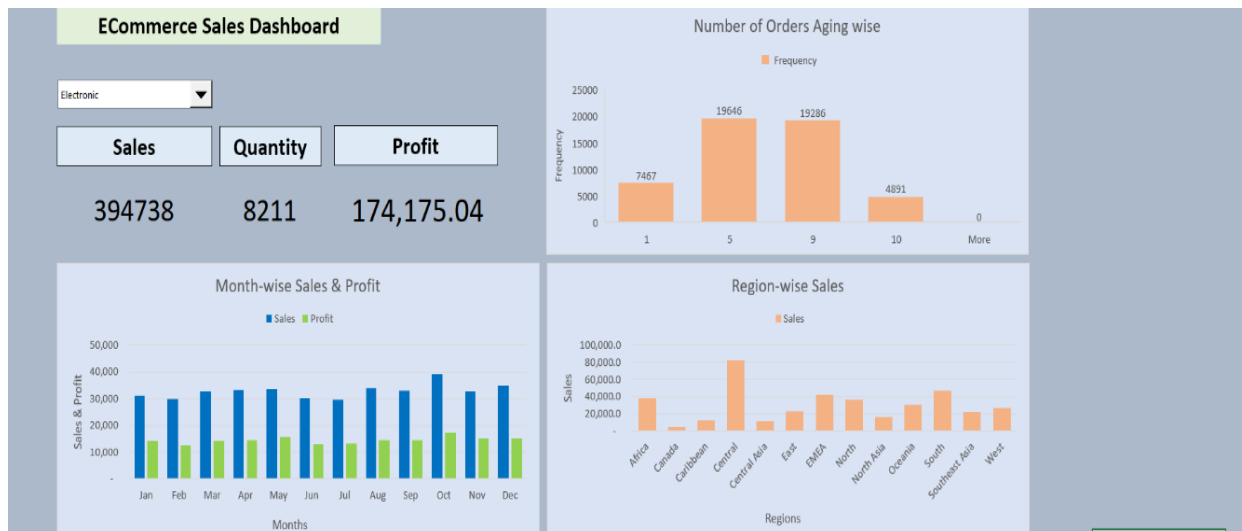 ECommerce Sales Dashboard
Electronic
Sales Quantity Profit
394738 8211 174,175.04
Number of Orders Aging wise
Frequency
25000
20000
15000
10000
5000
0
Frequency
7467 19646 19286 4891 0
1 5 9 10 More
Month-wise Sales & Profit
Sales Profit
50,000
40,000
30,000
20,000
10,000
-
Sales & Profit
Jan Feb Mar Apr May Jun Jul Aug Sep Oct Nov Dec
Months
Region-wise Sales
Sales
100,000.0
80,000.0
60,000.0
40,000.0
20,000.0
-
Sales
Africa Canada Caribbean Central Central Asia East EMEA North North Asia Oceania South Southeast Asia West
Regions